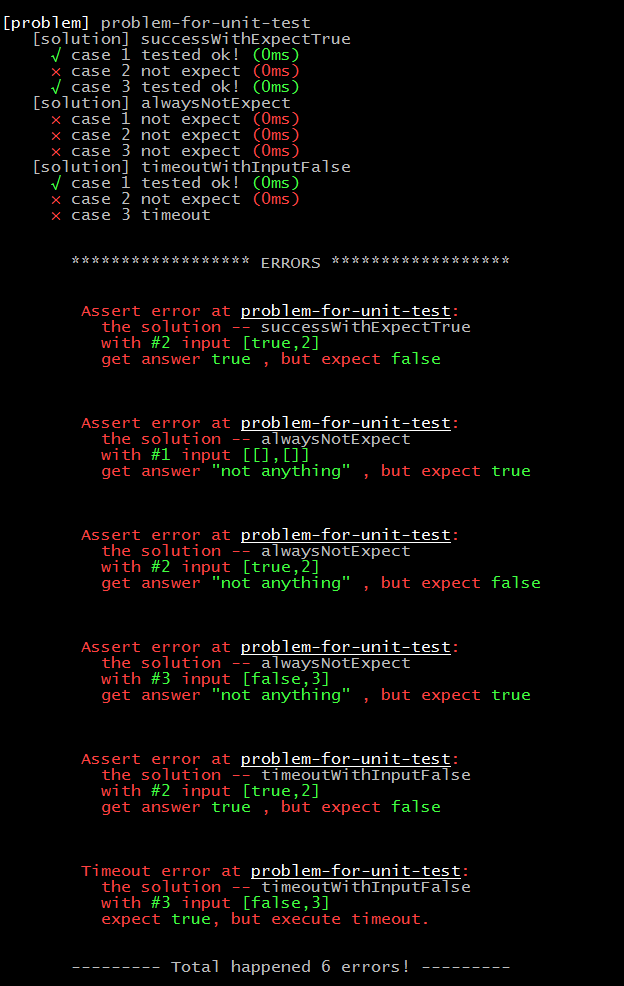 [problem] problem-for-unit-test
[solution] successWithExpectTrue
√ case 1 tested ok! (0ms)
× case 2 not expect (0ms)
√ case 3 tested ok! (0ms)
[solution] alwaysNotExpect
× case 1 not expect (0ms)
× case 2 not expect (0ms)
× case 3 not expect (0ms)
[solution] timeoutWithInputFalse
√ case 1 tested ok! (0ms)
× case 2 not expect (0ms)
× case 3 timeout
****************** ERRORS ******************
Assert error at problem-for-unit-test:
the solution -- successWithExpectTrue
with #2 input [true,2]
get answer true , but expect false
Assert error at problem-for-unit-test:
the solution -- alwaysNotExpect
with #1 input [[],[]]
get answer "not anything" , but expect true
Assert error at problem-for-unit-test:
the solution -- alwaysNotExpect
with #2 input [true,2]
get answer "not anything" , but expect false
Assert error at problem-for-unit-test:
the solution -- alwaysNotExpect
with #3 input [false,3]
get answer "not anything" , but expect true
Assert error at problem-for-unit-test:
the solution -- timeoutWithInputFalse
with #2 input [true,2]
get answer true , but expect false
Timeout error at problem-for-unit-test:
the solution -- timeoutWithInputFalse
with #3 input [false,3]
expect true, but execute timeout.
--------- Total happened 6 errors! ---------